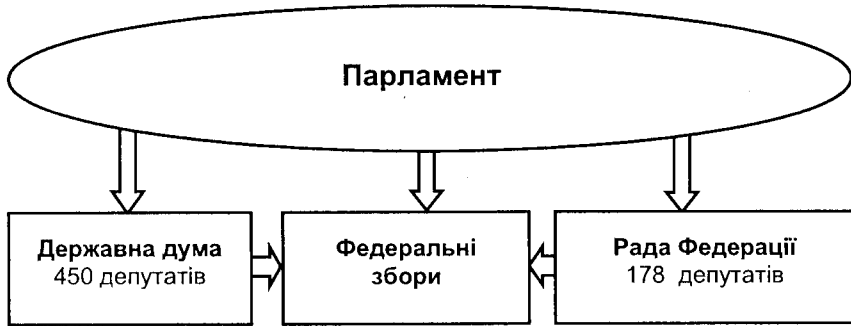 Парламент
Державна дума
450 депутатів
Федеральні
збори
Рада Федерації
178 депутатів